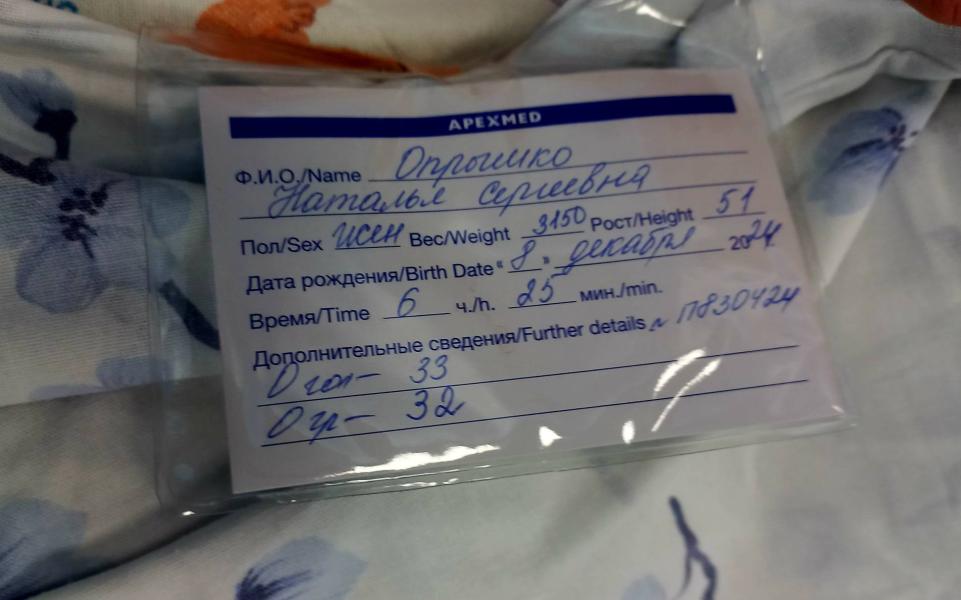 APEXMED
Ф.И.О./Name Опрышко
Наталья Сергеевна
Пол/Sex жен Вес/Weight 3150 Рост/Height 51
Дата рождения/Birth Date “ 8 ” декабря 2024
Время/Time 6 ч./h. 25 мин./min.
Дополнительные сведения/Further details № П830424
О гол– 33
О гр– 32